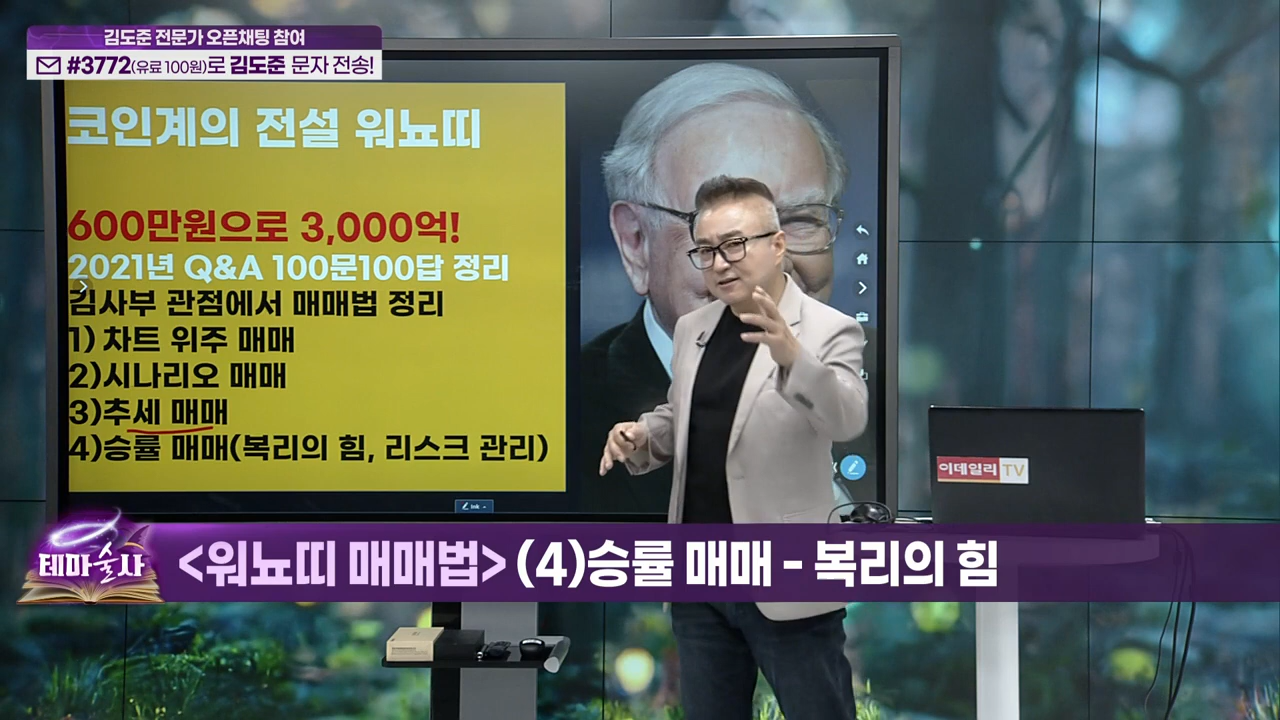 김도준 전문가 오픈채팅 참여
#3772(유료 100원)로 김도준 문자 전송!
코인계의 전설 워뇨띠
600만원으로 3,000억!
2021년 Q&A 100문100답 정리
김사부 관점에서 매매법 정리
1) 차트 위주 매매
2)시나리오 매매
3)추세 매매
4)승률 매매(복리의 힘, 리스크 관리)
Ink
이데일리 TV
테마술사
<워뇨띠 매매법> (4)승률 매매 - 복리의 힘